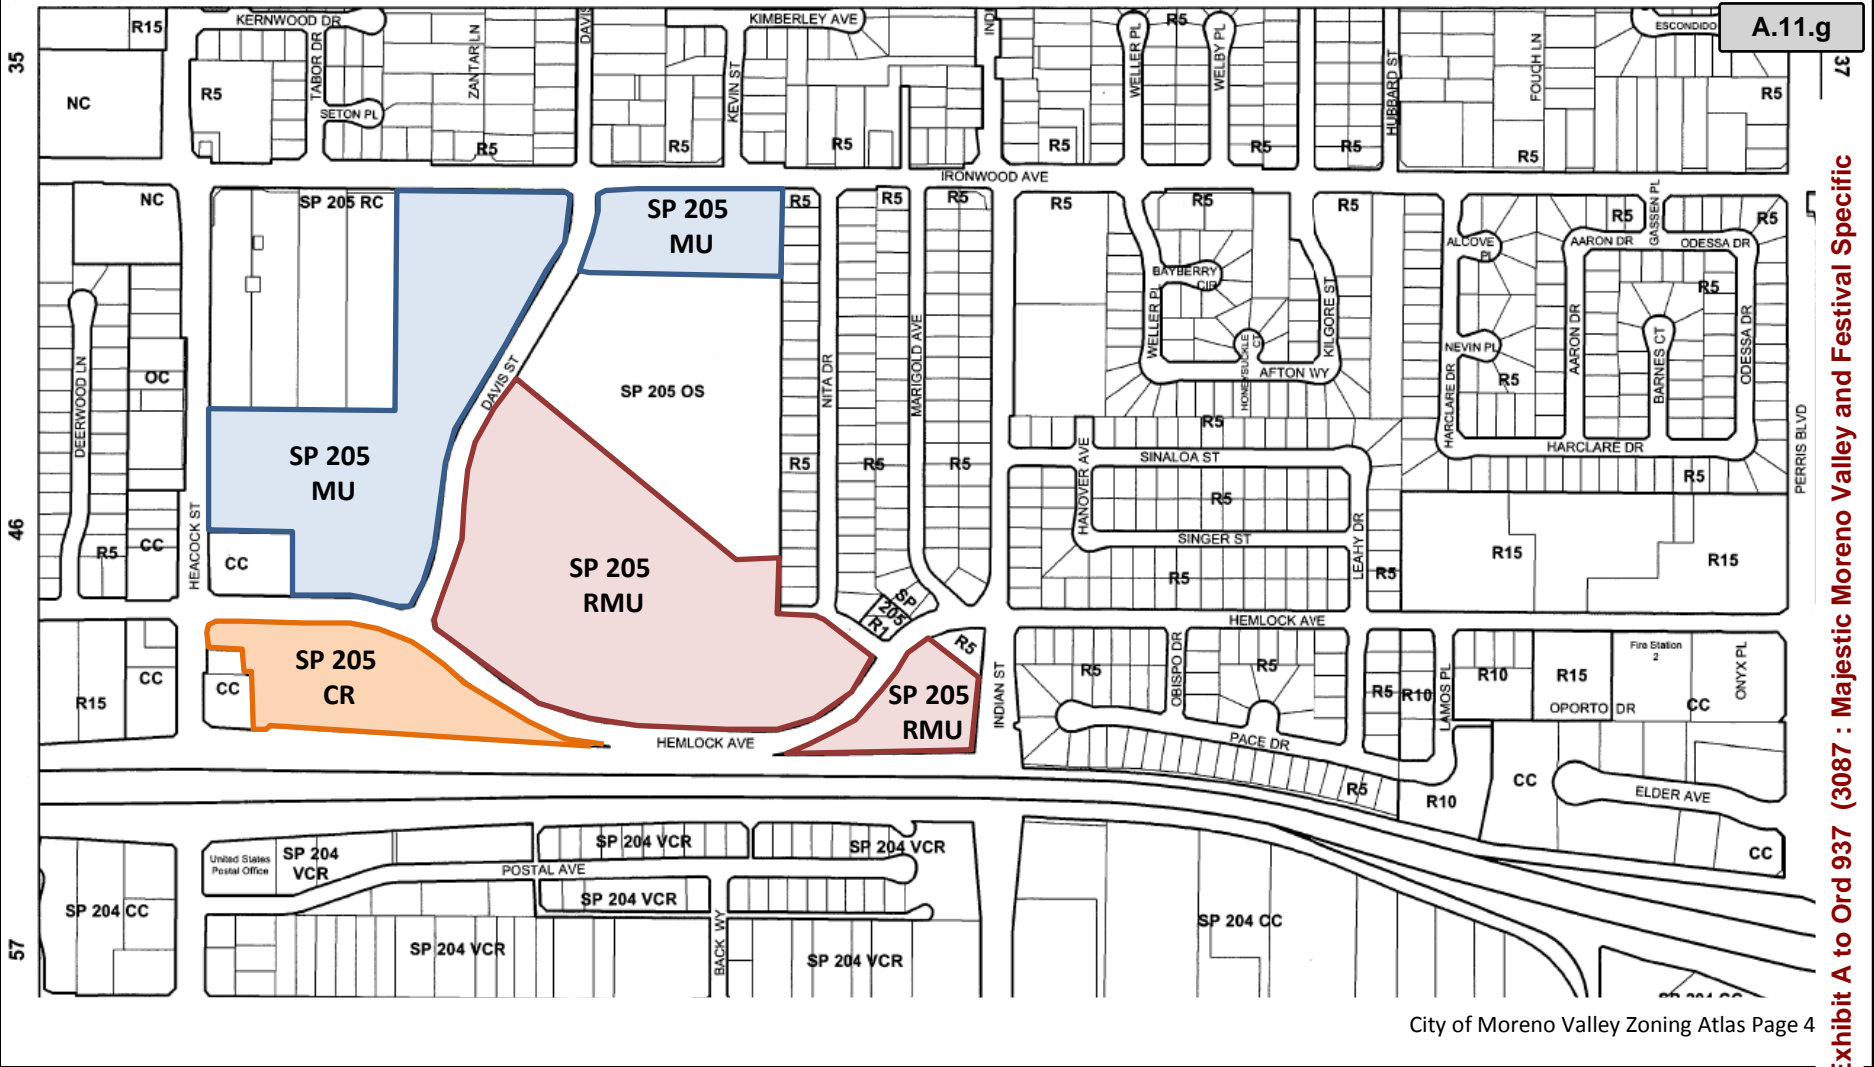 A.11.g
35
37
R15
KERNWOOD DR
TABOR DR
ZANTAR LN
KIMBERLEY AVE
R5
WELLER PL
WELBY PL
HUBBARD ST
FOUCH LN
ESCONDIDO
NC
R5
SETON PL
R5
KEVIN ST
R5
R5
R5
R5
R5
R5
R5
IRONWOOD AVE
NC
SP 205 RC
SP 205
MU
R5
R5
R5
R5
R5
R5
R5
GASSEN PL
R5
ALCOVE
PL
AARON DR
ODESSA DR
BAYBERRY
CIR
WELLER PL
KILGORE ST
R5
DEERWOOD LN
OC
DAVIS ST
SP 205 OS
NITA DR
MARIGOLD AVE
HONEYSUCKLE
CT
AFTON WY
NEVIN PL
R5
HARCLARE DR
AARON DR
BARNES CT
ODESSA DR
PERRIS BLVD
46
HEACOCK ST
SP 205
MU
R5
R5
R5
R5
HANOVER AVE
SINALOA ST
HARCLARE DR
R5
R5
R5
CC
CC
SINGER ST
LEAHY DR
R15
R15
SP 205
RMU
R5
R5
SP
205
R1
HEMLOCK AVE
SP 205
CR
R5
R5
OBISPO DR
R5
Fire Station
2
R15
CC
CC
SP 205
RMU
INDIAN ST
R5
R10
LAMOS PL
R10
R15
CC
ONYX PL
OPORTO DR
HEMLOCK AVE
PACE DR
R5
R10
CC
ELDER AVE
CC
United States
Postal Office
SP 204
VCR
SP 204 VCR
SP 204 VCR
POSTAL AVE
SP 204 VCR
SP 204 CC
SP 204 CC
57
SP 204 VCR
BACK WY
SP 204 VCR
City of Moreno Valley Zoning Atlas Page 4
Exhibit A to Ord 937 (3087 : Majestic Moreno Valley and Festival Specific